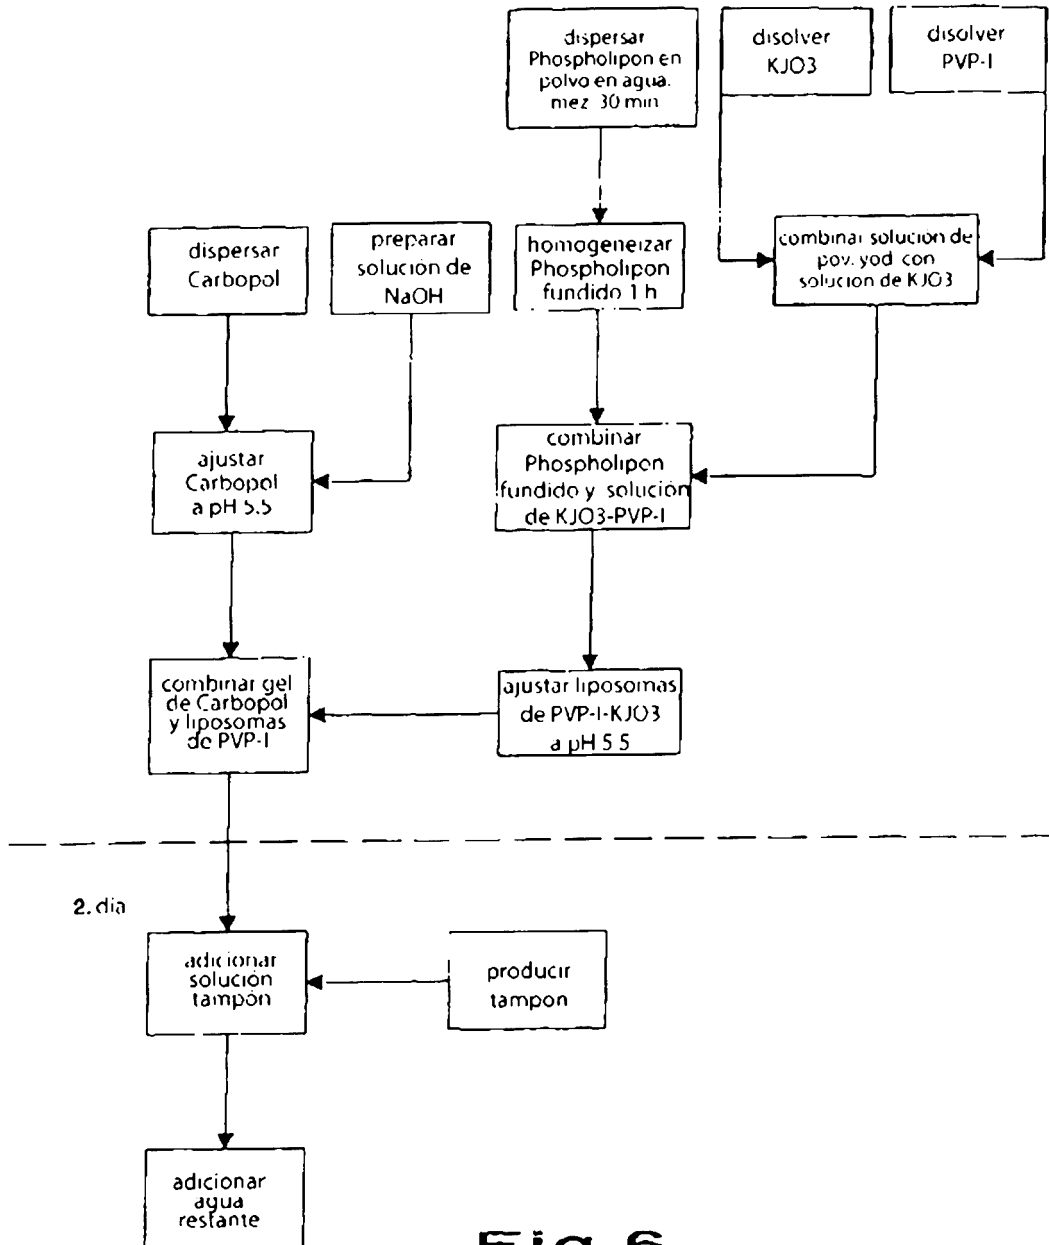 dispersar
Phospholipon en
polvo en agua.
mez. 30 min
disolver
KJO3
disolver
PVP-I
dispersar
Carbopol
preparar
solución de
NaOH
homogeneizar
Phospholipon
fundido 1 h
combinar solución de
pov. yod. con
solución de KJO3
ajustar
Carbopol
a pH 5.5
combinar
Phospholipon
fundido y solución
de KJO3-PVP-I
combinar gel
de Carbopol
y liposomas
de PVP-I
ajustar liposomas
de PVP-I-KJO3
a pH 5.5
2. dia
adicionar
solución
tampón
producir
tampon
adicionar
agua
restante
Fig 6